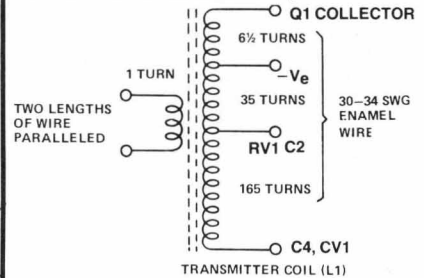 Q1 COLLECTOR
6½ TURNS
1 TURN
–Ve
TWO LENGTHS
OF WIRE
PARALLELED
35 TURNS
30–34 SWG
ENAMEL
WIRE
RV1 C2
165 TURNS
C4, CV1
TRANSMITTER COIL (L1)